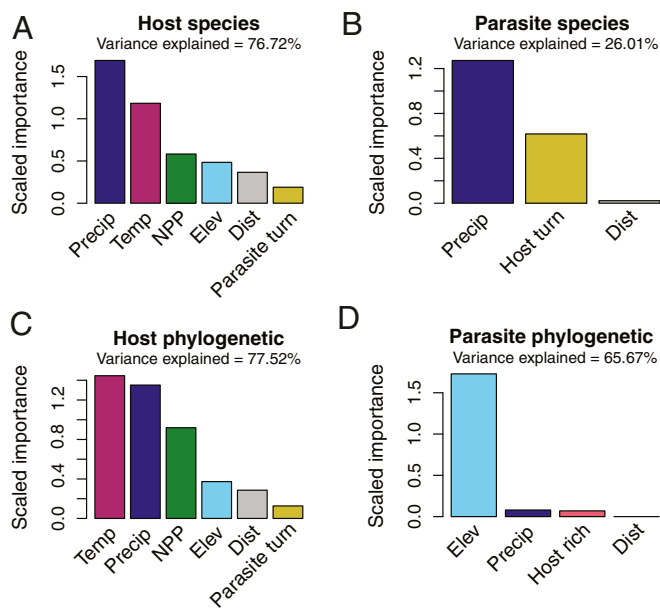 A
Host species
Variance explained = 76.72%
Scaled importance
0.0
0.5
1.0
1.5
Precip
Temp
NPP
Elev
Dist
Parasite turn
B
Parasite species
Variance explained = 26.01%
Scaled importance
0.0
0.4
0.8
1.2
Precip
Host turn
Dist
C
Host phylogenetic
Variance explained = 77.52%
Scaled importance
0.0
0.4
0.8
1.2
Temp
Precip
NPP
Elev
Dist
Parasite turn
D
Parasite phylogenetic
Variance explained = 65.67%
Scaled importance
0.0
0.5
1.0
1.5
Elev
Precip
Host rich
Dist